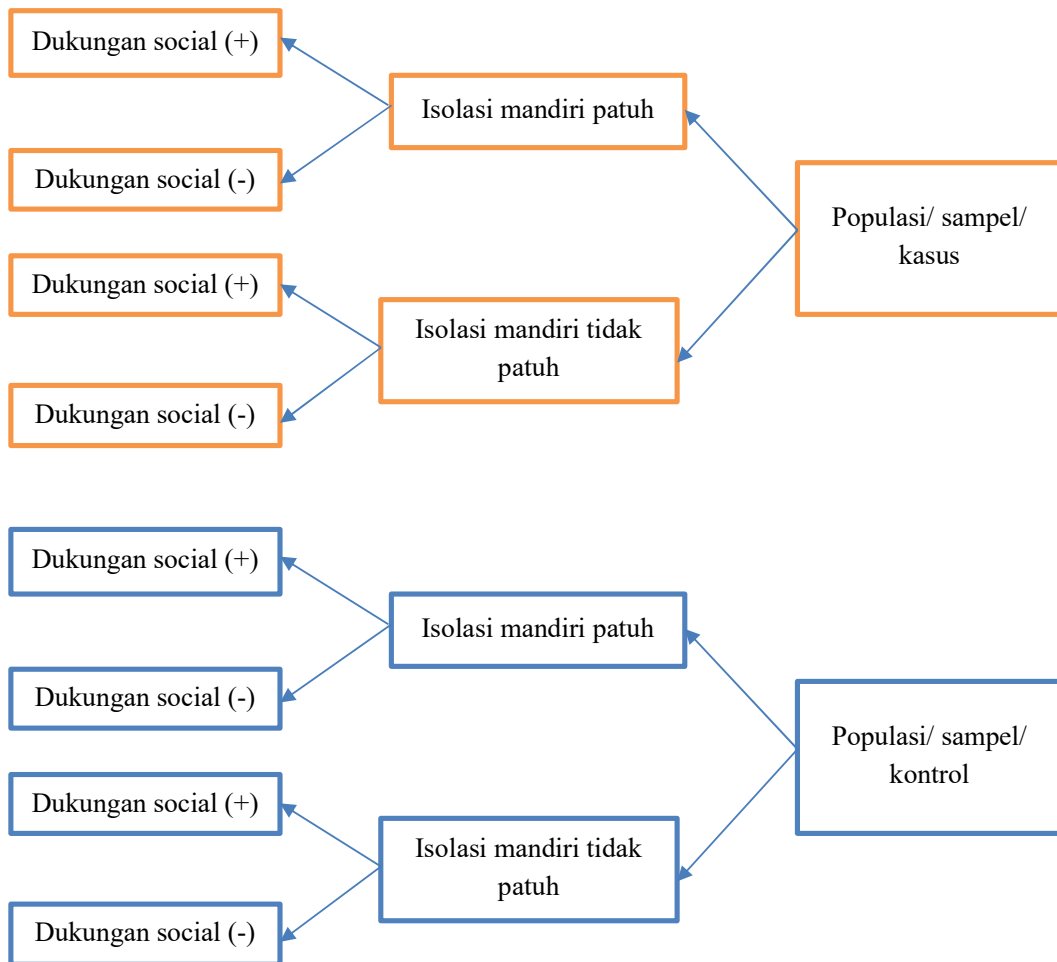 Dukungan social (+)
Isolasi mandiri patuh
Dukungan social (-)
Populasi/ sampel/
kasus
Dukungan social (+)
Isolasi mandiri tidak
patuh
Dukungan social (-)
Dukungan social (+)
Isolasi mandiri patuh
Dukungan social (-)
Populasi/ sampel/
kontrol
Dukungan social (+)
Isolasi mandiri tidak
patuh
Dukungan social (-)